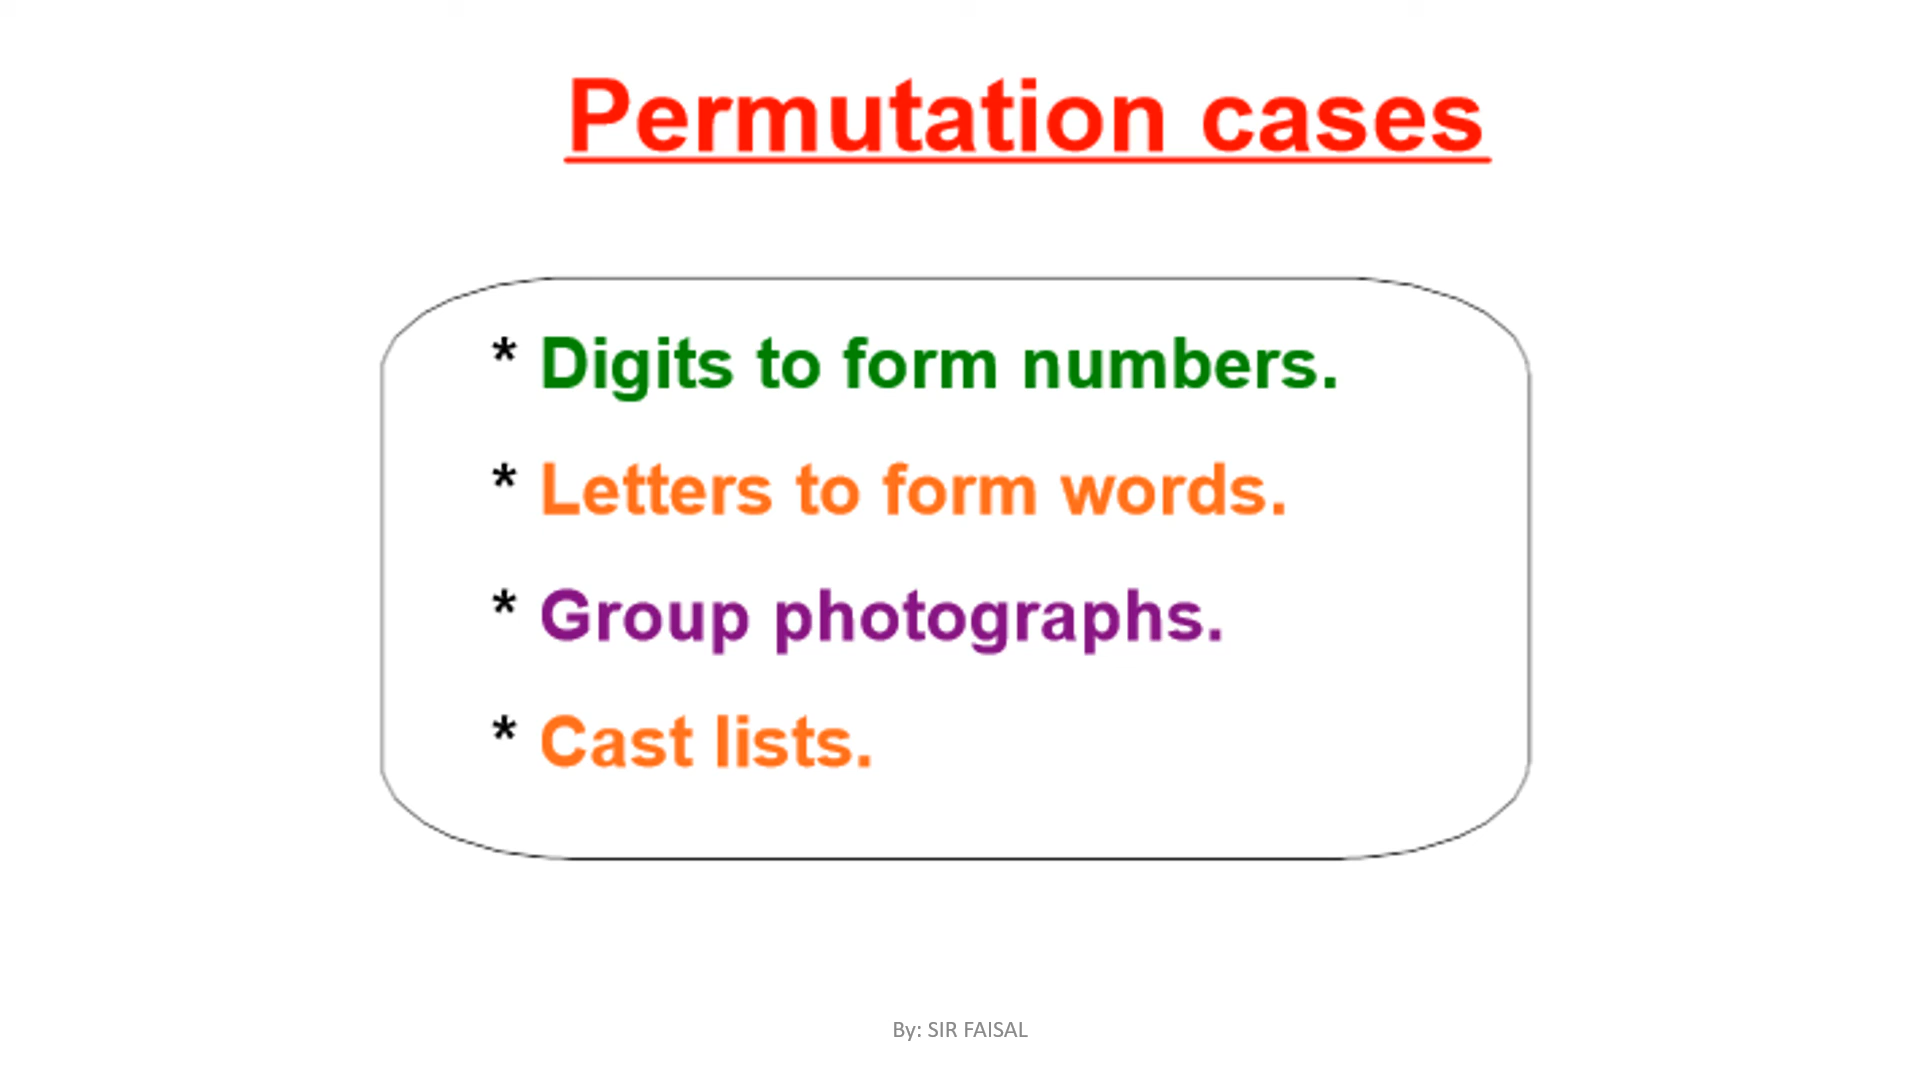 Permutation cases
* Digits to form numbers.
* Letters to form words.
* Group photographs.
* Cast lists.
By: SIR FAISAL